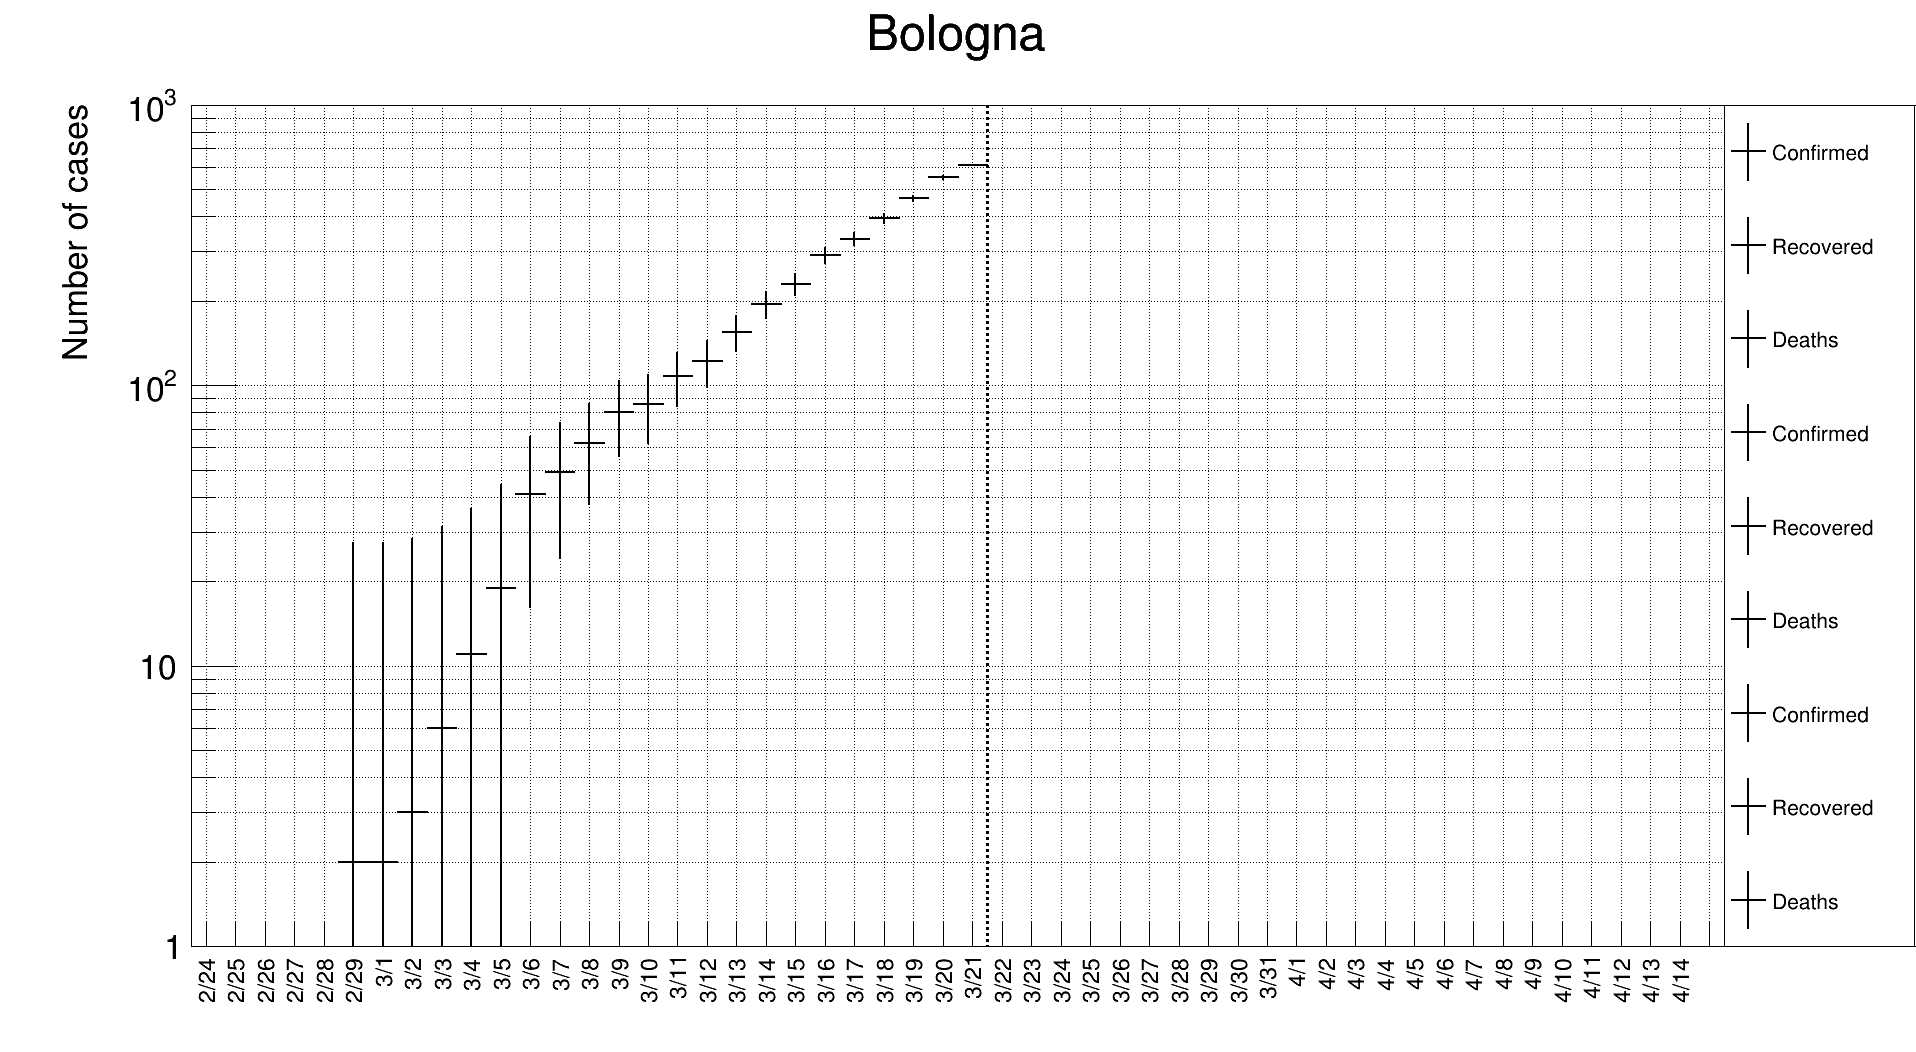 Bologna
Number of cases
10³
10²
10
1
2/24 2/25 2/26 2/27 2/28 2/29 3/1 3/2 3/3 3/4 3/5 3/6 3/7 3/8 3/9 3/10 3/11 3/12 3/13 3/14 3/15 3/16 3/17 3/18 3/19 3/20 3/21 3/22 3/23 3/24 3/25 3/26 3/27 3/28 3/29 3/30 3/31 4/1 4/2 4/3 4/4 4/5 4/6 4/7 4/8 4/9 4/10 4/11 4/12 4/13 4/14
Confirmed
Recovered
Deaths
Confirmed
Recovered
Deaths
Confirmed
Recovered
Deaths